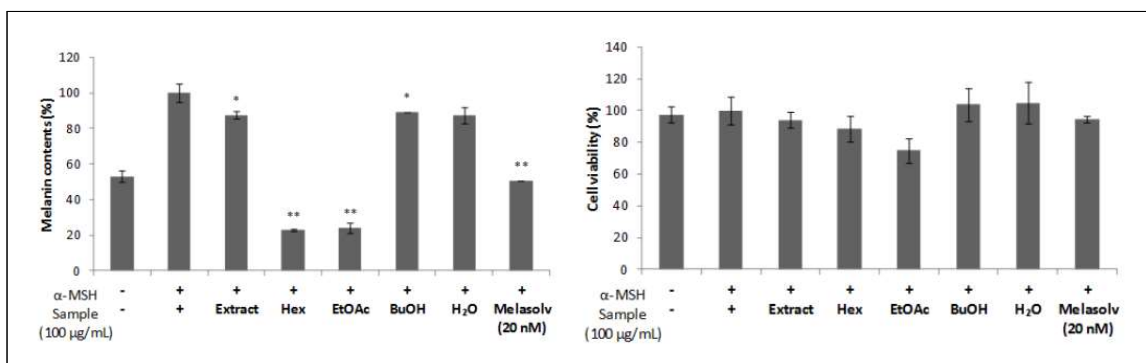 120
100
80
60
40
20
0
Melanin contents (%)
*
**
**
*
**
α-MSH - + + + + + + +
Sample - + Extract Hex EtOAc BuOH H₂O Melasolv
(100 µg/mL) (20 nM)
140
120
100
80
60
40
20
0
Cell viability (%)
α-MSH - + + + + + + +
Sample - + Extract Hex EtOAc BuOH H₂O Melasolv
(100 µg/mL) (20 nM)